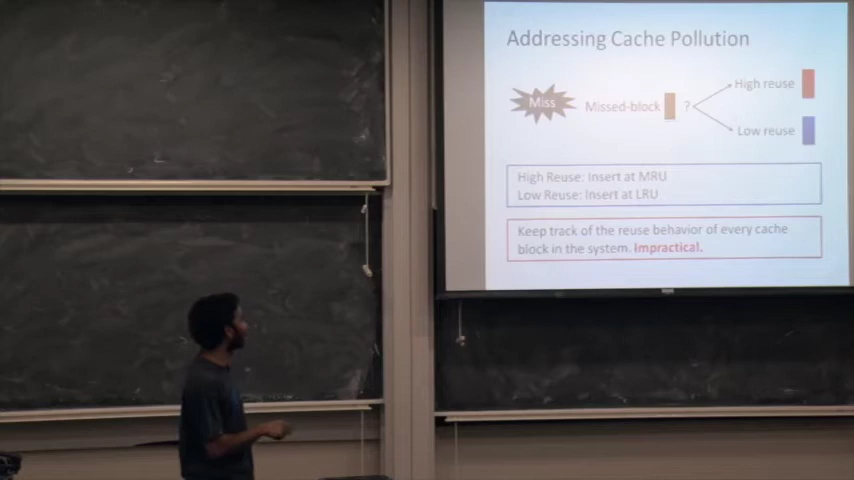 Addressing Cache Pollution
Miss
Missed-block
?
High reuse
Low reuse
High Reuse: Insert at MRU
Low Reuse: Insert at LRU
Keep track of the reuse behavior of every cache
block in the system. Impractical.